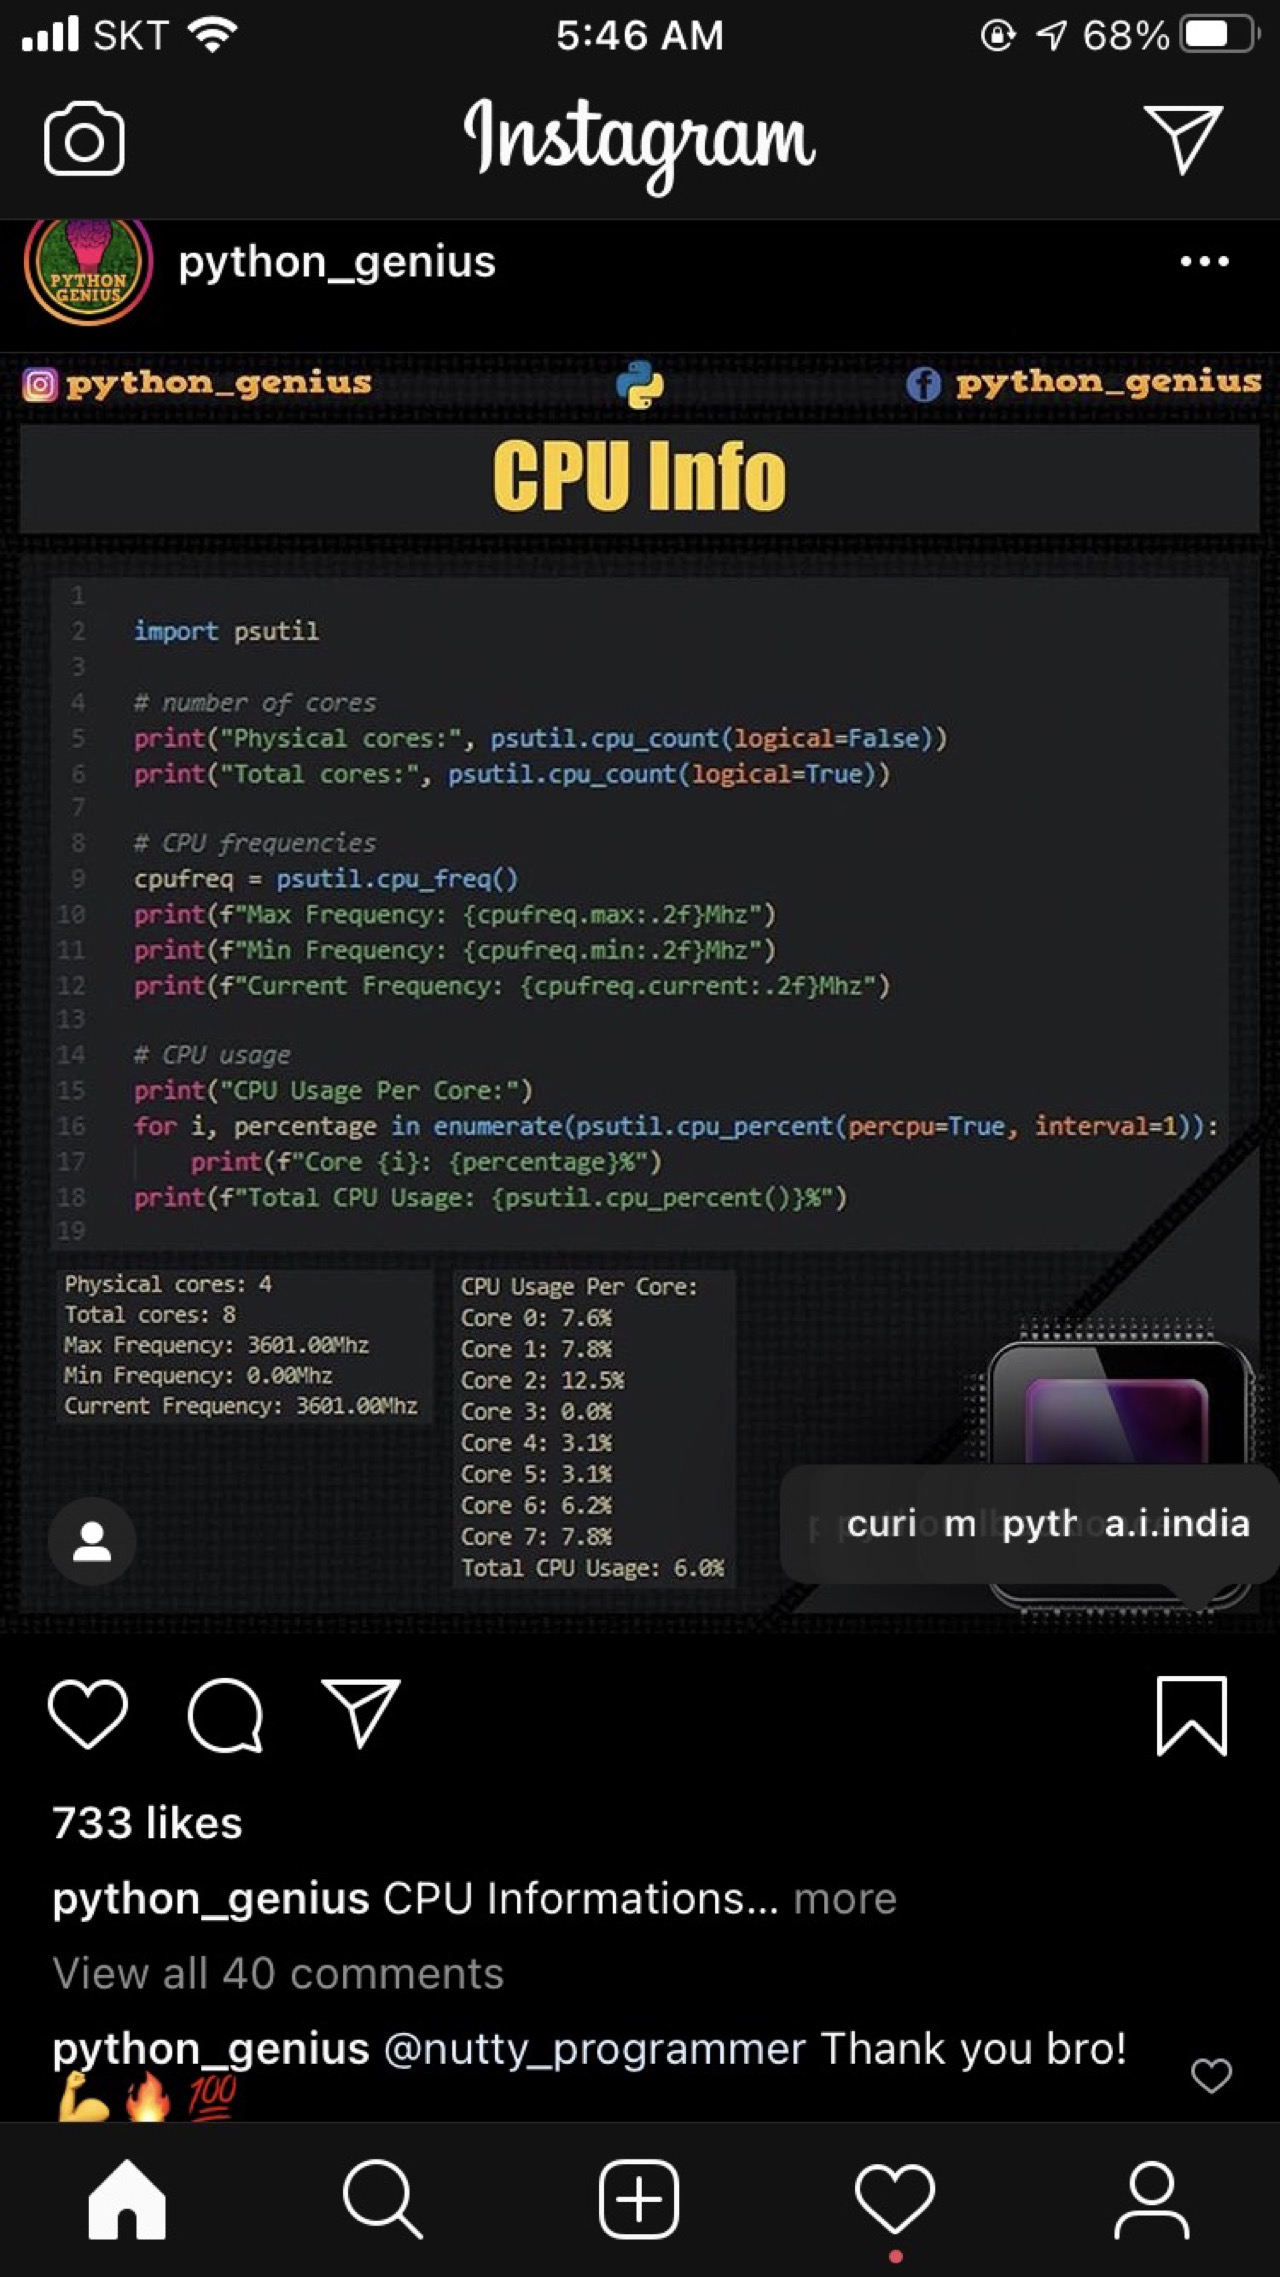 SKT 5:46 AM 68%
Instagram
PYTHON
GENIUS
python_genius
python_genius python_genius
CPU Info
1
2 import psutil
3
4 # number of cores
5 print("Physical cores:", psutil.cpu_count(logical=False))
6 print("Total cores:", psutil.cpu_count(logical=True))
7
8 # CPU frequencies
9 cpufreq = psutil.cpu_freq()
10 print(f"Max Frequency: {cpufreq.max:.2f}Mhz")
11 print(f"Min Frequency: {cpufreq.min:.2f}Mhz")
12 print(f"Current Frequency: {cpufreq.current:.2f}Mhz")
13
14 # CPU usage
15 print("CPU Usage Per Core:")
16 for i, percentage in enumerate(psutil.cpu_percent(percpu=True, interval=1)):
17 print(f"Core {i}: {percentage}%")
18 print(f"Total CPU Usage: {psutil.cpu_percent()}%")
19
Physical cores: 4
Total cores: 8
Max Frequency: 3601.00Mhz
Min Frequency: 0.00Mhz
Current Frequency: 3601.00Mhz
CPU Usage Per Core:
Core 0: 7.6%
Core 1: 7.8%
Core 2: 12.5%
Core 3: 0.0%
Core 4: 3.1%
Core 5: 3.1%
Core 6: 6.2%
Core 7: 7.8%
Total CPU Usage: 6.0%
curi m pyth a.i.india
733 likes
python_genius CPU Informations... more
View all 40 comments
python_genius @nutty_programmer Thank you bro!
💪 🔥 💯